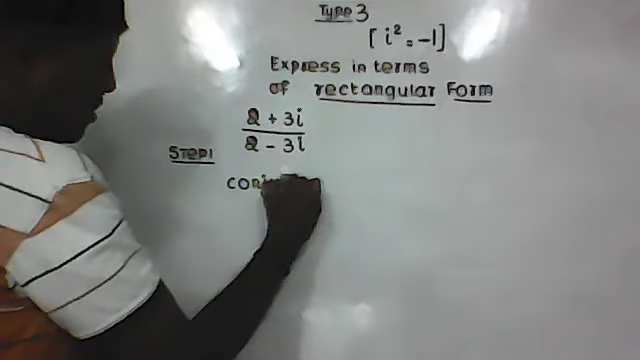 Type 3
[ i² = -1]
Express in terms
of rectangular Form
2 + 3i
2 - 3i
STEP1